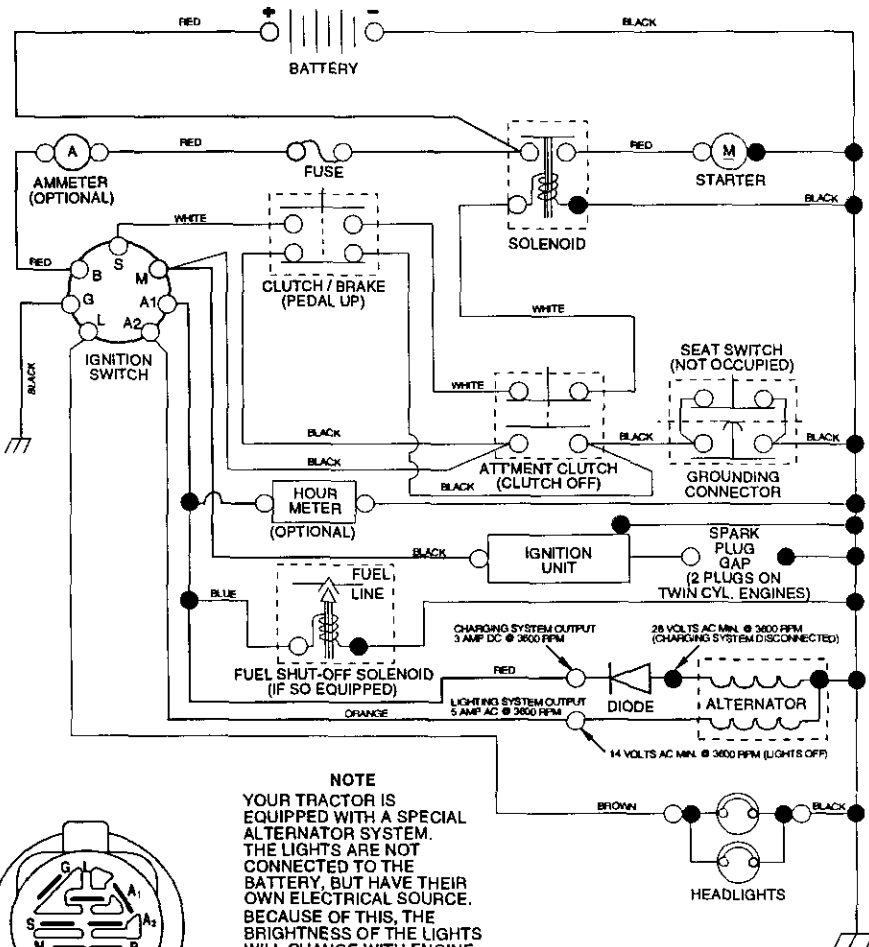 RED
+
-
BLACK
BATTERY
A
RED
AMMETER
(OPTIONAL)
FUSE
RED
M
STARTER
BLACK
SOLENOID
WHITE
S
CLUTCH / BRAKE
(PEDAL UP)
RED
B
M
G
A1
L
A2
IGNITION
SWITCH
BLACK
WHITE
WHITE
SEAT SWITCH
(NOT OCCUPIED)
BLACK
BLACK
BLACK
BLACK
BLACK
ATT'MENT CLUTCH
(CLUTCH OFF)
GROUNDING
CONNECTOR
HOUR
METER
(OPTIONAL)
BLACK
IGNITION
UNIT
SPARK
PLUG
GAP
(2 PLUGS ON
TWIN CYL. ENGINES)
BLUE
FUEL
LINE
FUEL SHUT-OFF SOLENOID
(IF SO EQUIPPED)
CHARGING SYSTEM OUTPUT
3 AMP DC @ 3600 RPM
28 VOLTS AC MIN. @ 3600 RPM
(CHARGING SYSTEM DISCONNECTED)
RED
DIODE
ALTERNATOR
LIGHTING SYSTEM OUTPUT
5 AMP AC @ 3600 RPM
ORANGE
14 VOLTS AC MIN. @ 3600 RPM (LIGHTS OFF)
BROWN
BLACK
HEADLIGHTS
NOTE
YOUR TRACTOR IS
EQUIPPED WITH A SPECIAL
ALTERNATOR SYSTEM.
THE LIGHTS ARE NOT
CONNECTED TO THE
BATTERY, BUT HAVE THEIR
OWN ELECTRICAL SOURCE.
BECAUSE OF THIS, THE
BRIGHTNESS OF THE LIGHTS
WILL CHANGE WITH ENGINE
G
L
A1
S
A2
M
B